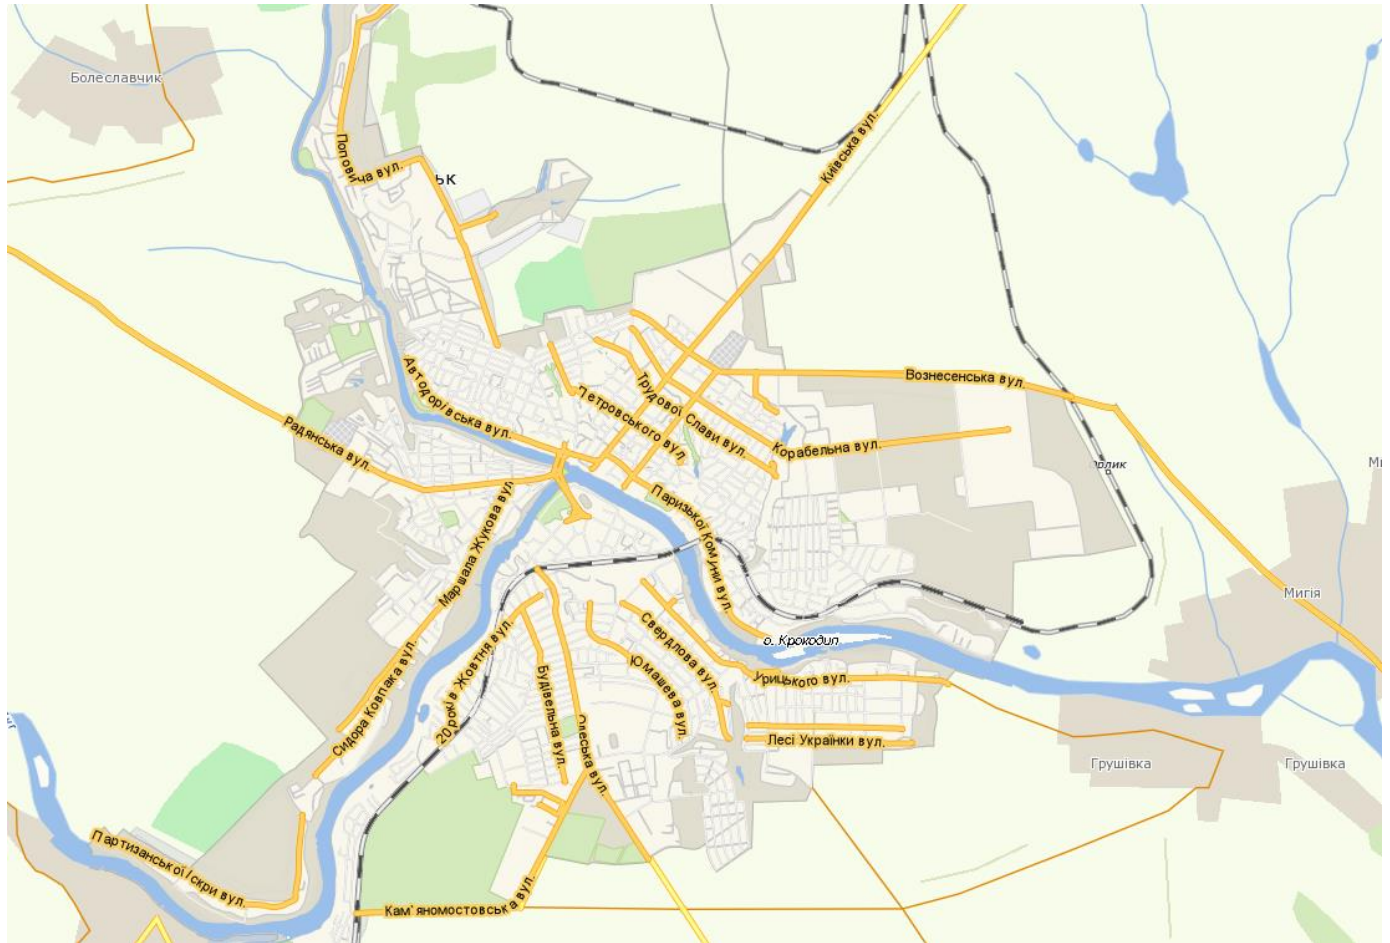 Болеславчик
Поповича вул.
ьк
Київська вул.
Автодорівська вул.
Вознесенська вул.
Трудової Слави вул.
Петровського вул.
Радянська вул.
Корабельна вул.
Орлик
Паризької Комуни вул.
Маршала Жукова вул.
Мигія
о. Крокодил
Свердлова вул.
20 років Жовтня вул.
Юмашева вул.
Урицького вул.
Будівельна вул.
Сидора Ковпака вул.
Одеська вул.
Лесі Українки вул.
Грушівка
Грушівка
Партизанської Іскри вул.
Кам'яномостовська вул.